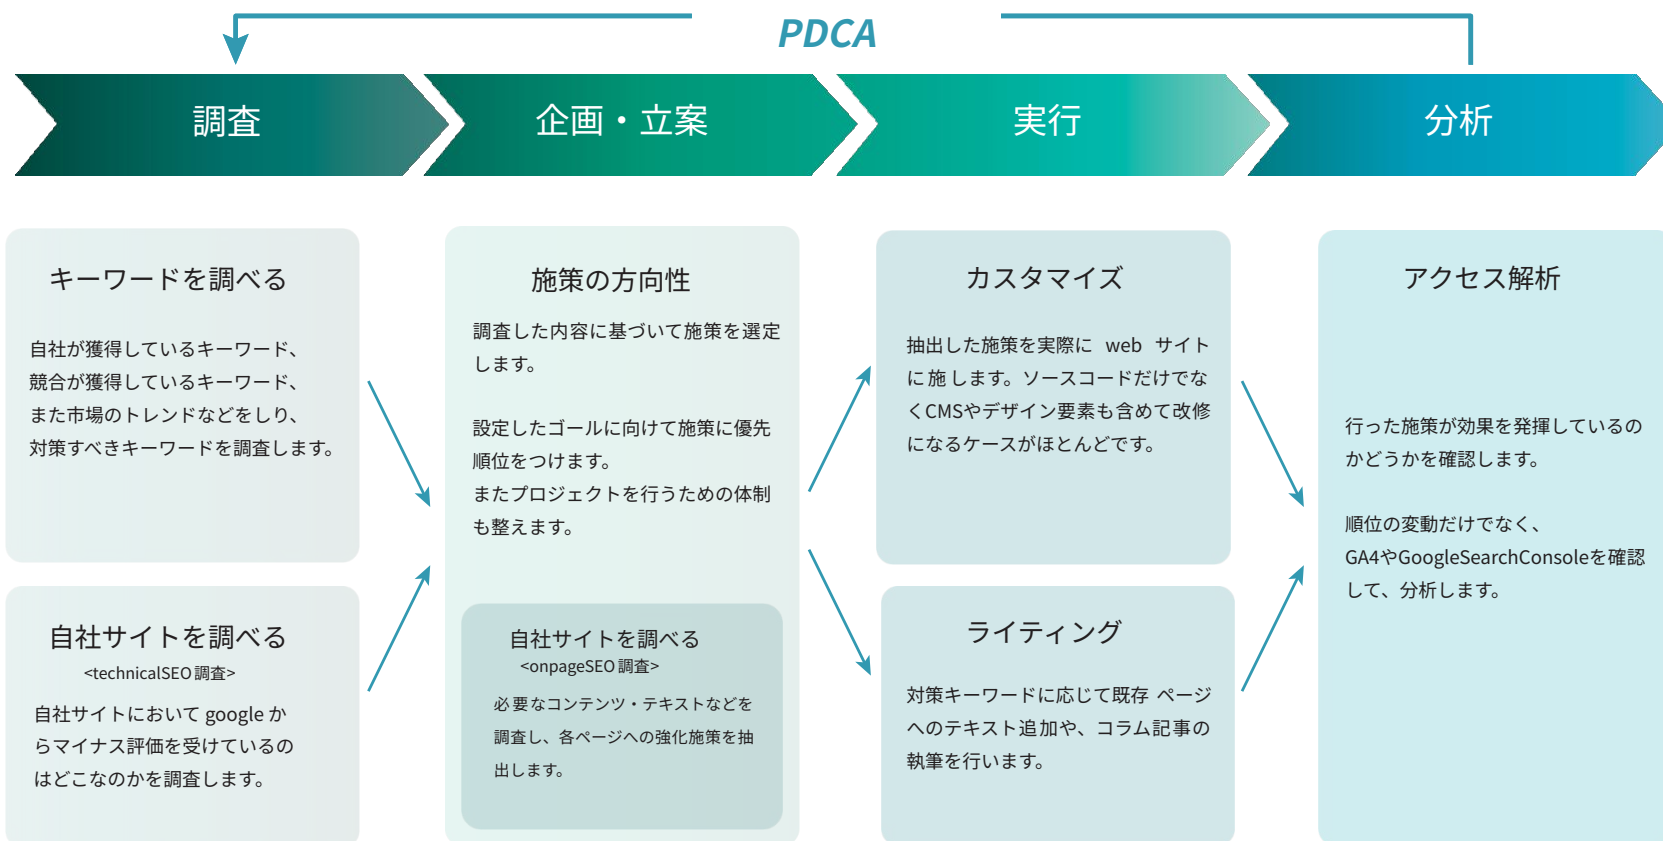 PDCA
調査
企画・立案
実行
分析
キーワードを調べる
自社が獲得しているキーワード、
競合が獲得しているキーワード、
また市場のトレンドなどをしり、
対策すべきキーワードを調査します。
自社サイトを調べる
<technicalSEO調査>
自社サイトにおいて google か
らマイナス評価を受けているの
はどこなのかを調査します。
施策の方向性
調査した内容に基づいて施策を選定
します。
設定したゴールに向けて施策に優先
順位をつけます。
またプロジェクトを行うための体制
も整えます。
自社サイトを調べる
<onpageSEO調査>
必要なコンテンツ・テキストなどを
調査し、各ページへの強化施策を抽
出します。
カスタマイズ
抽出した施策を実際に web サイト
に施します。ソースコードだけでな
くCMSやデザイン要素も含めて改修
になるケースがほとんどです。
ライティング
対策キーワードに応じて既存 ページ
へのテキスト追加や、コラム記事の
執筆を行います。
アクセス解析
行った施策が効果を発揮しているの
かどうかを確認します。
順位の変動だけでなく、
GA4やGoogleSearchConsoleを確認
して、分析します。